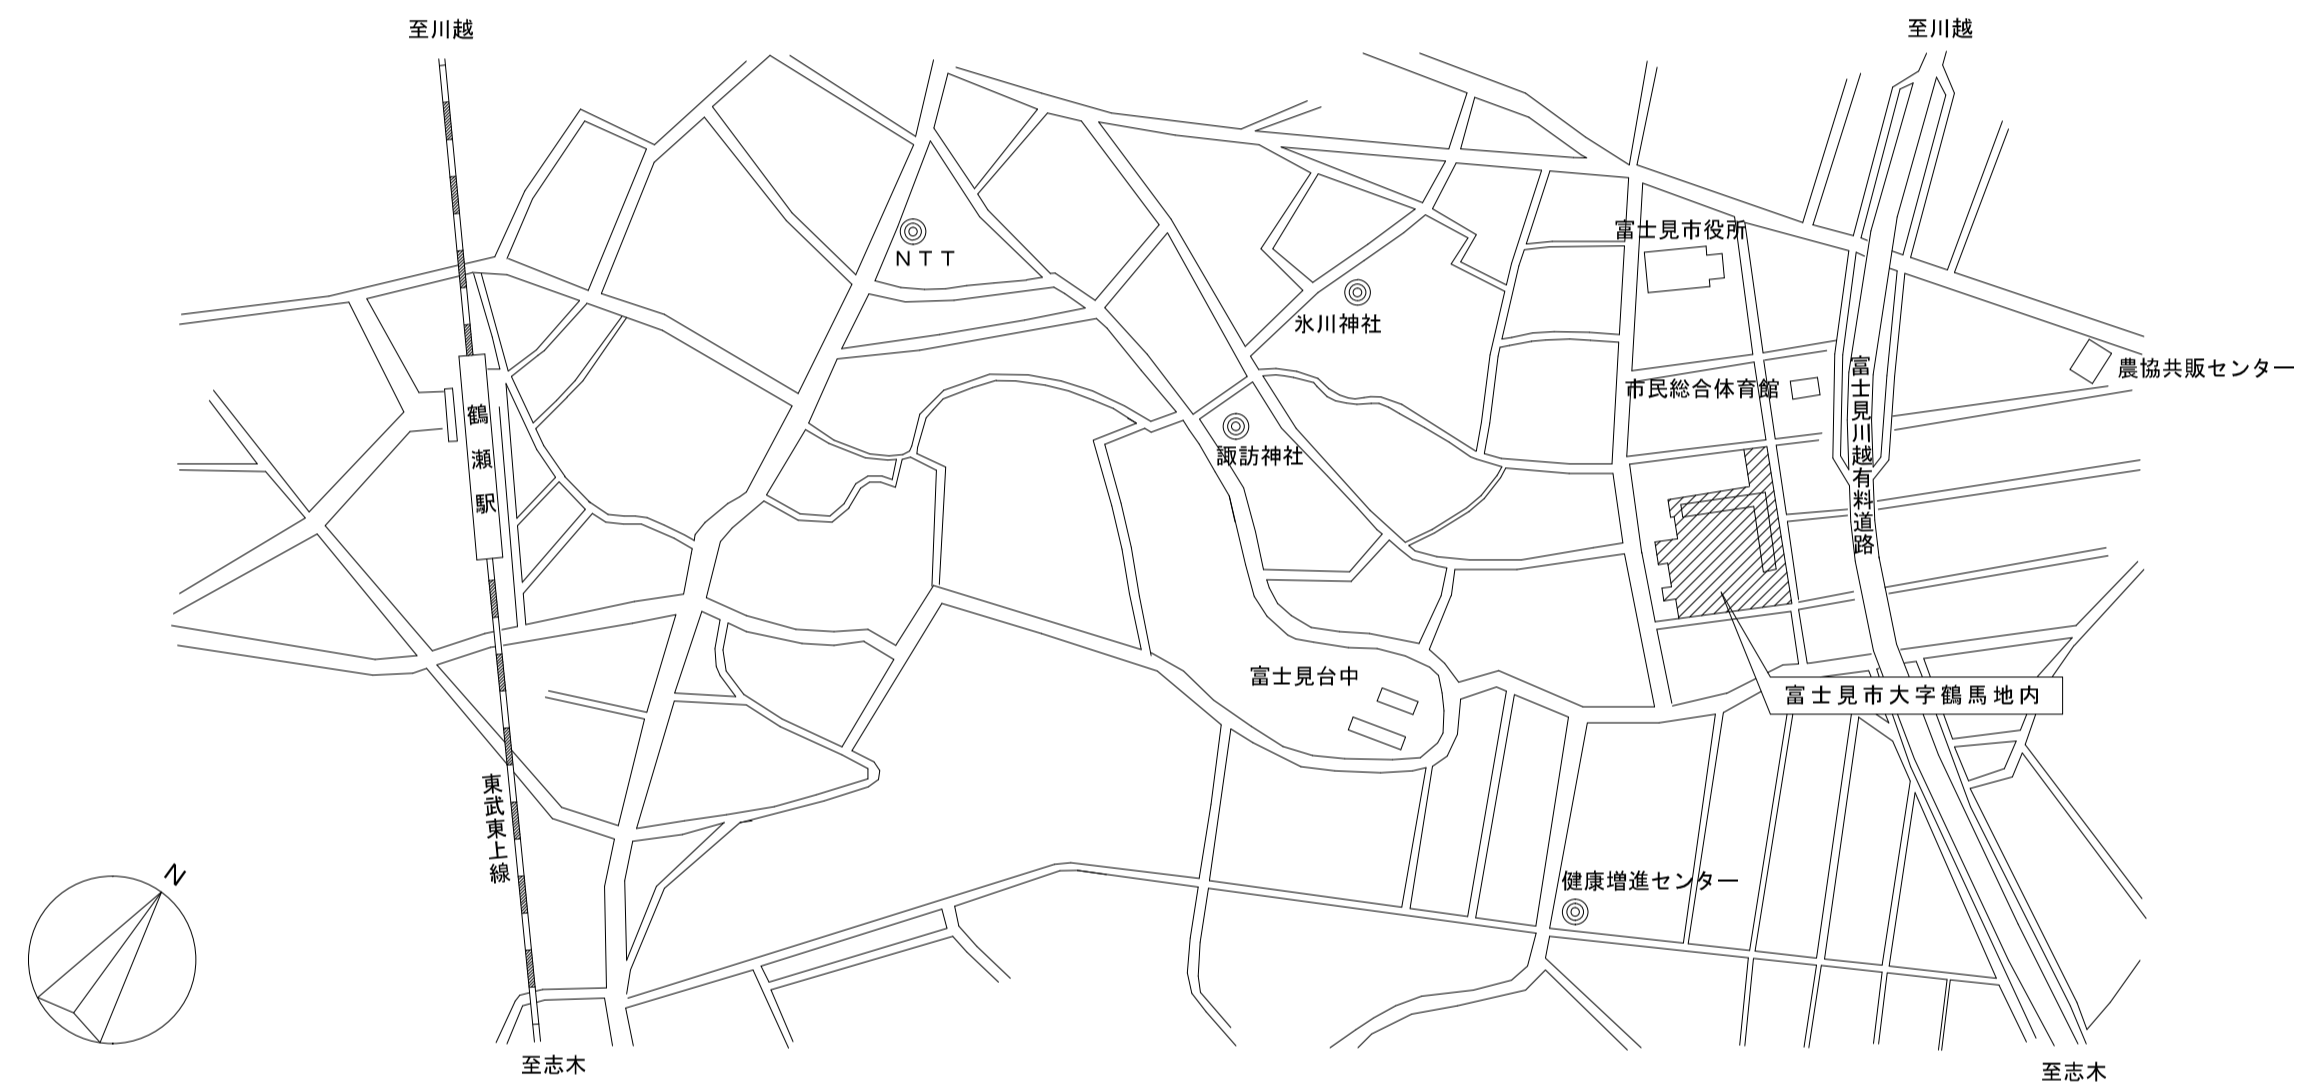 至川越
至川越
富士見市役所
NTT
氷川神社
農協共販センター
市民総合体育館
富士見川越有料道路
鶴瀬駅
諏訪神社
富士見台中
富士見市大字鶴馬地内
東武東上線
健康増進センター
N
至志木
至志木